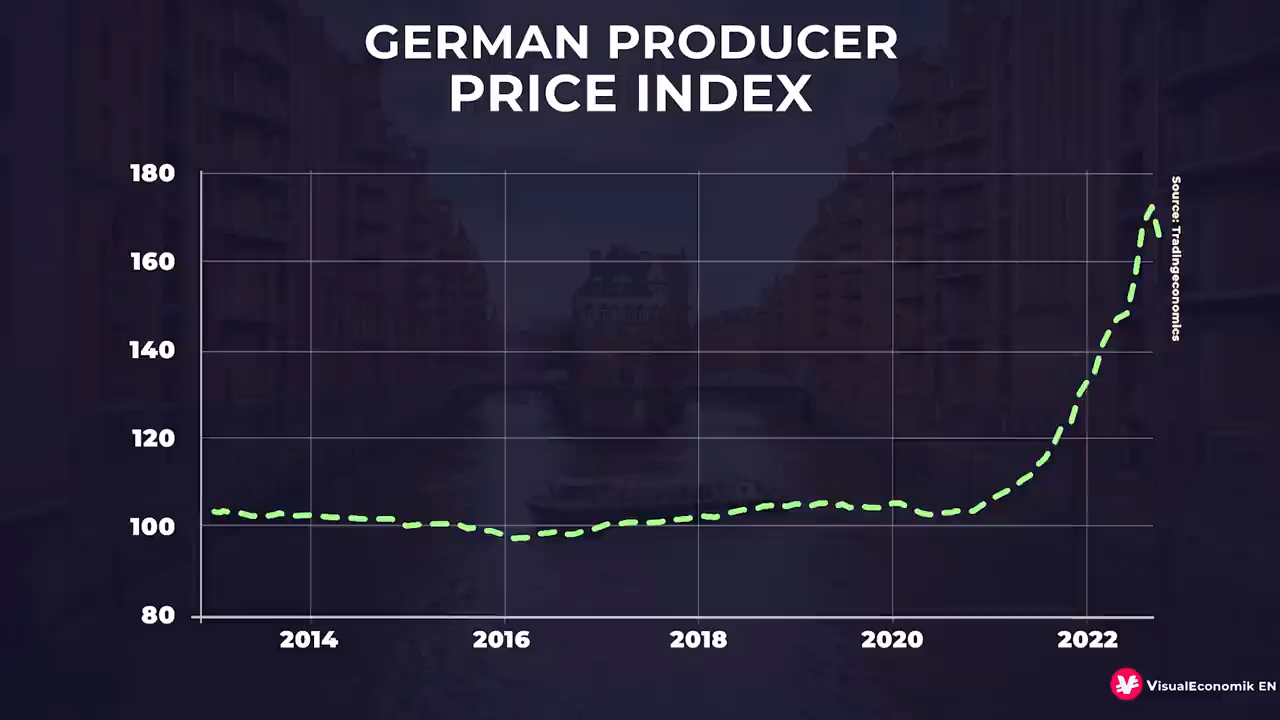 GERMAN PRODUCER
PRICE INDEX
180
160
140
120
100
80
2014
2016
2018
2020
2022
Source: Tradingeconomics
VisualEconomik EN